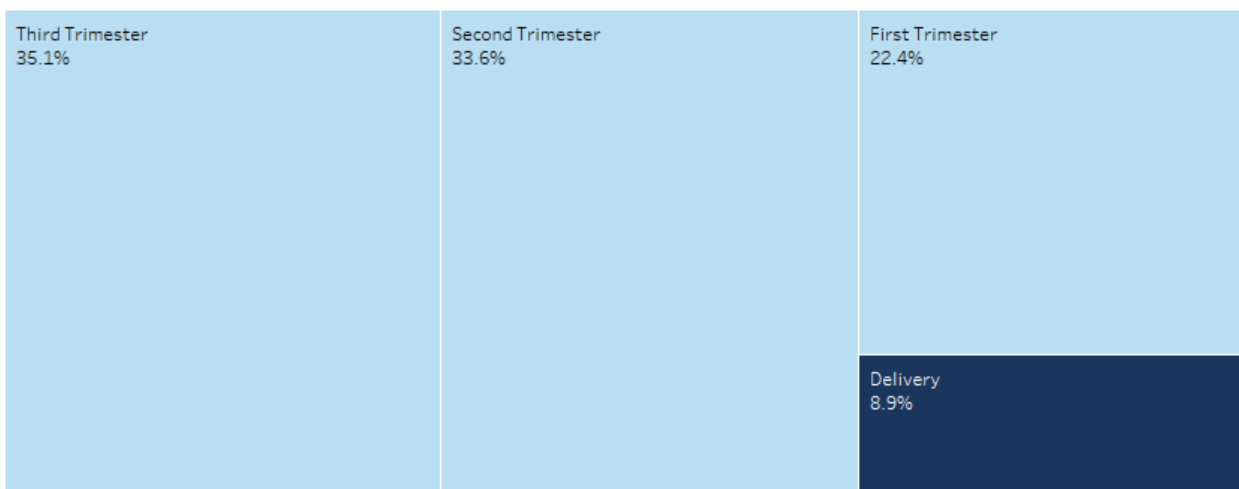 Third Trimester
35.1%
Second Trimester
33.6%
First Trimester
22.4%
Delivery
8.9%